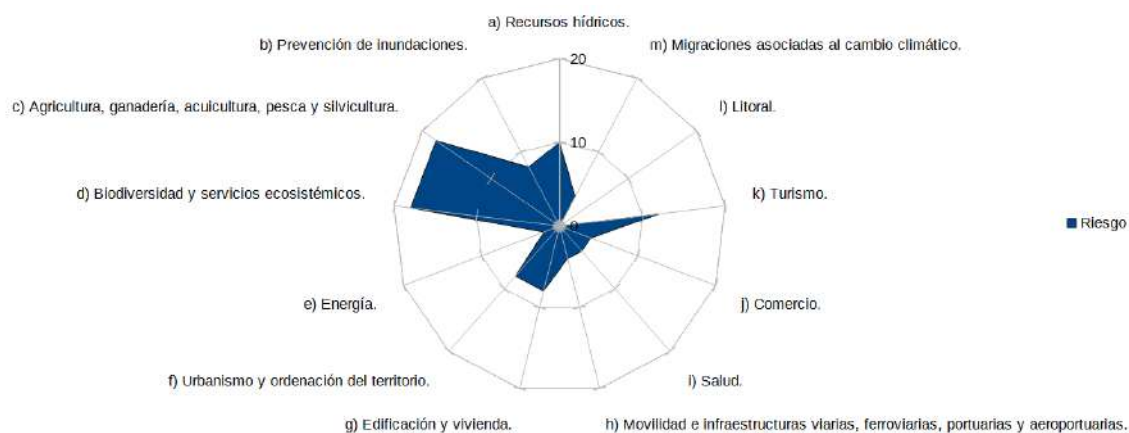 a) Recursos hídricos.
b) Prevención de inundaciones.
m) Migraciones asociadas al cambio climático.
20
c) Agricultura, ganadería, acuicultura, pesca y silvicultura.
l) Litoral.
10
d) Biodiversidad y servicios ecosistémicos.
k) Turismo.
0
Riesgo
e) Energía.
j) Comercio.
f) Urbanismo y ordenación del territorio.
i) Salud.
g) Edificación y vivienda.
h) Movilidad e infraestructuras viarias, ferroviarias, portuarias y aeroportuarias.